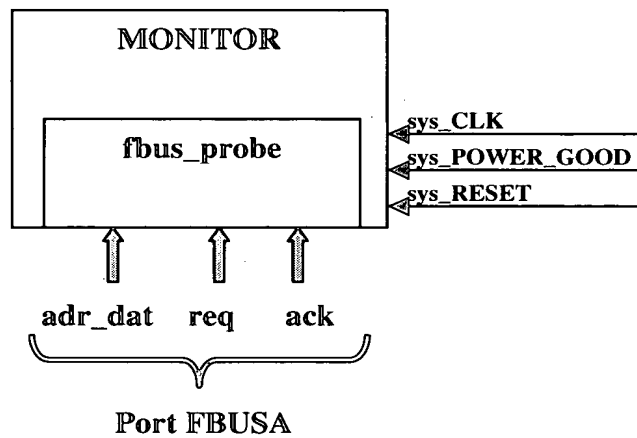 MONITOR
fbus_probe
sys_CLK
sys_POWER_GOOD
sys_RESET
adr_dat req ack
Port FBUSA